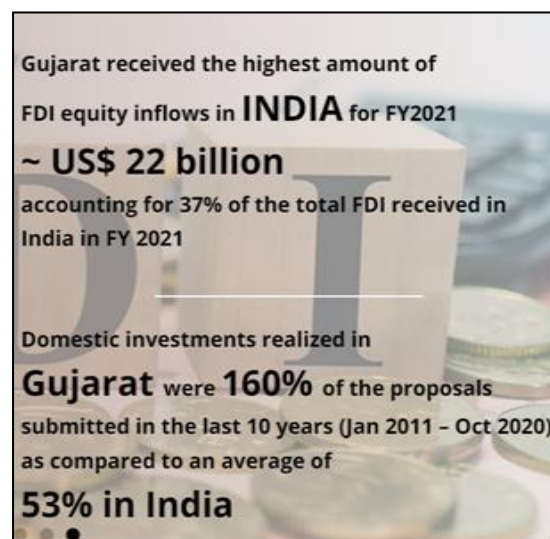 Gujarat received the highest amount of
FDI equity inflows in INDIA for FY2021
~ US$ 22 billion
accounting for 37% of the total FDI received in
India in FY 2021
Domestic investments realized in
Gujarat were 160% of the proposals
submitted in the last 10 years (Jan 2011 – Oct 2020)
as compared to an average of
53% in India
D I